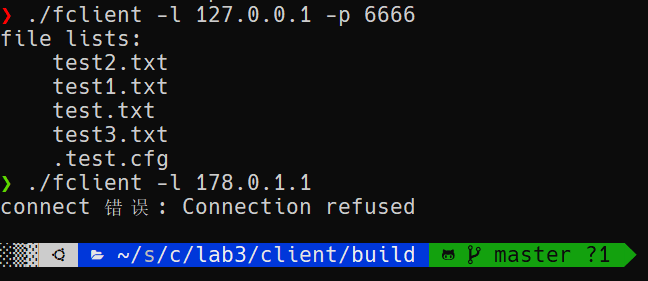 ❯ ./fclient -l 127.0.0.1 -p 6666
file lists:
    test2.txt
    test1.txt
    test.txt
    test3.txt
    .test.cfg
❯ ./fclient -l 178.0.1.1
connect 错误: Connection refused
~/s/c/lab3/client/build master ?1